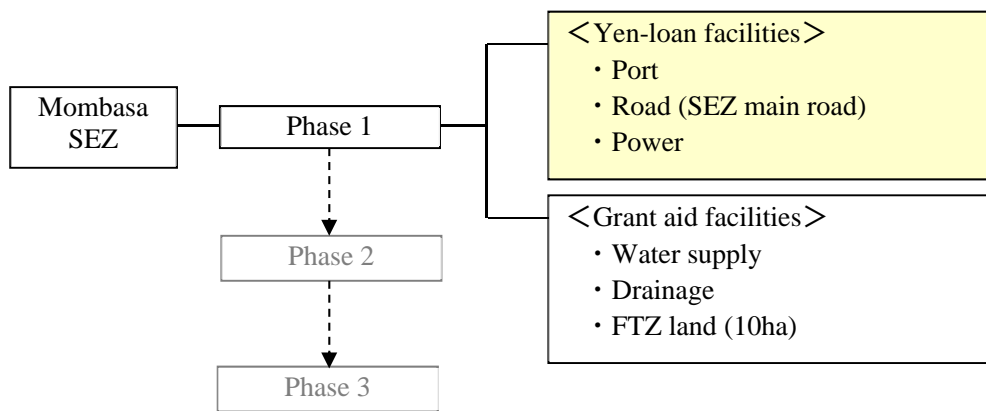 Mombasa
SEZ
Phase 1
Phase 2
Phase 3
＜Yen-loan facilities＞
・Port
・Road (SEZ main road)
・Power
＜Grant aid facilities＞
・Water supply
・Drainage
・FTZ land (10ha)